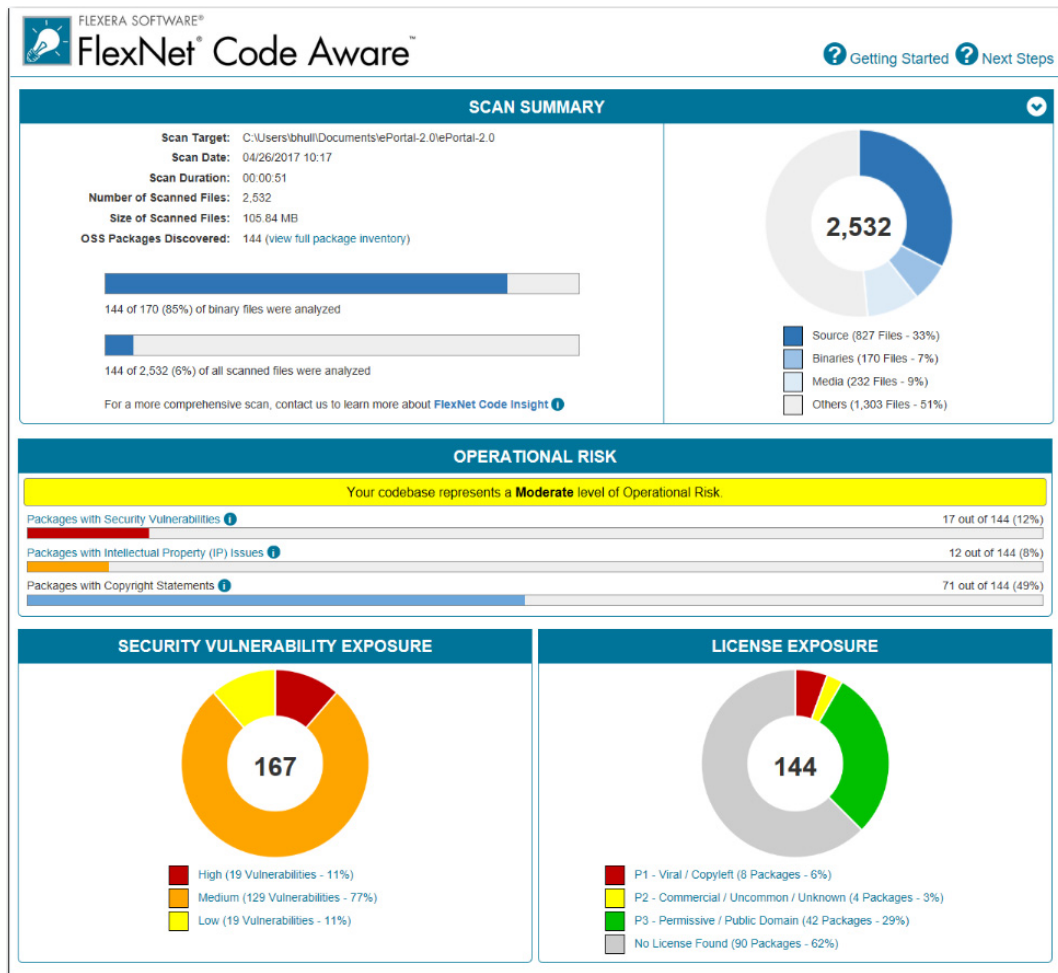 FLEXERA SOFTWARE®
FlexNet® Code Aware™
? Getting Started ? Next Steps
SCAN SUMMARY
Scan Target: C:\Users\bhull\Documents\ePortal-2.0\ePortal-2.0
Scan Date: 04/26/2017 10:17
Scan Duration: 00:00:51
Number of Scanned Files: 2,532
Size of Scanned Files: 105.84 MB
OSS Packages Discovered: 144 (view full package inventory)
144 of 170 (85%) of binary files were analyzed
144 of 2,532 (6%) of all scanned files were analyzed
For a more comprehensive scan, contact us to learn more about FlexNet Code Insight i
2,532
Source (827 Files - 33%)
Binaries (170 Files - 7%)
Media (232 Files - 9%)
Others (1,303 Files - 51%)
OPERATIONAL RISK
Your codebase represents a Moderate level of Operational Risk.
Packages with Security Vulnerabilities i 17 out of 144 (12%)
Packages with Intellectual Property (IP) Issues i 12 out of 144 (8%)
Packages with Copyright Statements i 71 out of 144 (49%)
SECURITY VULNERABILITY EXPOSURE
167
High (19 Vulnerabilities - 11%)
Medium (129 Vulnerabilities - 77%)
Low (19 Vulnerabilities - 11%)
LICENSE EXPOSURE
144
P1 - Viral / Copyleft (8 Packages - 6%)
P2 - Commercial / Uncommon / Unknown (4 Packages - 3%)
P3 - Permissive / Public Domain (42 Packages - 29%)
No License Found (90 Packages - 62%)